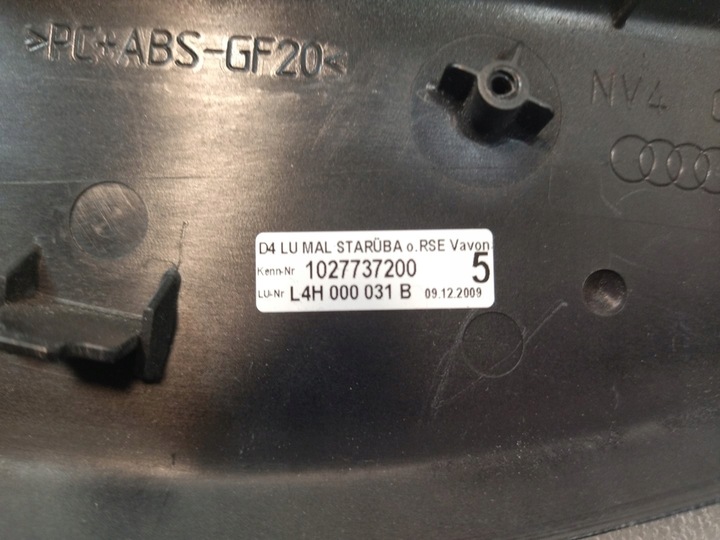 >PC+ABS-GF20<
NV4
D4 LU MAL STARÜBA o.RSE Vavon
Kenn-Nr 1027737200 5
LU-Nr L4H 000 031 B 09.12.2009